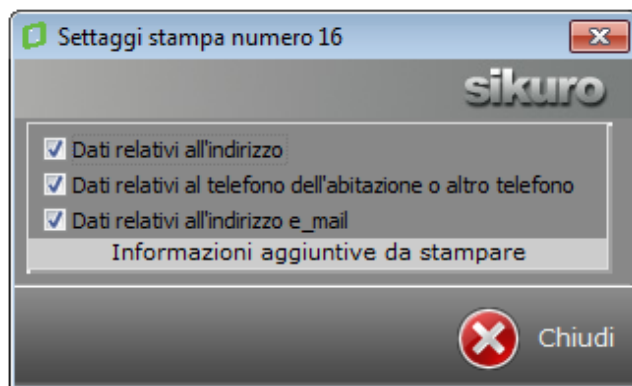 Settaggi stampa numero 16
sikuro
Dati relativi all'indirizzo
Dati relativi al telefono dell'abitazione o altro telefono
Dati relativi all'indirizzo e_mail
Informazioni aggiuntive da stampare
Chiudi